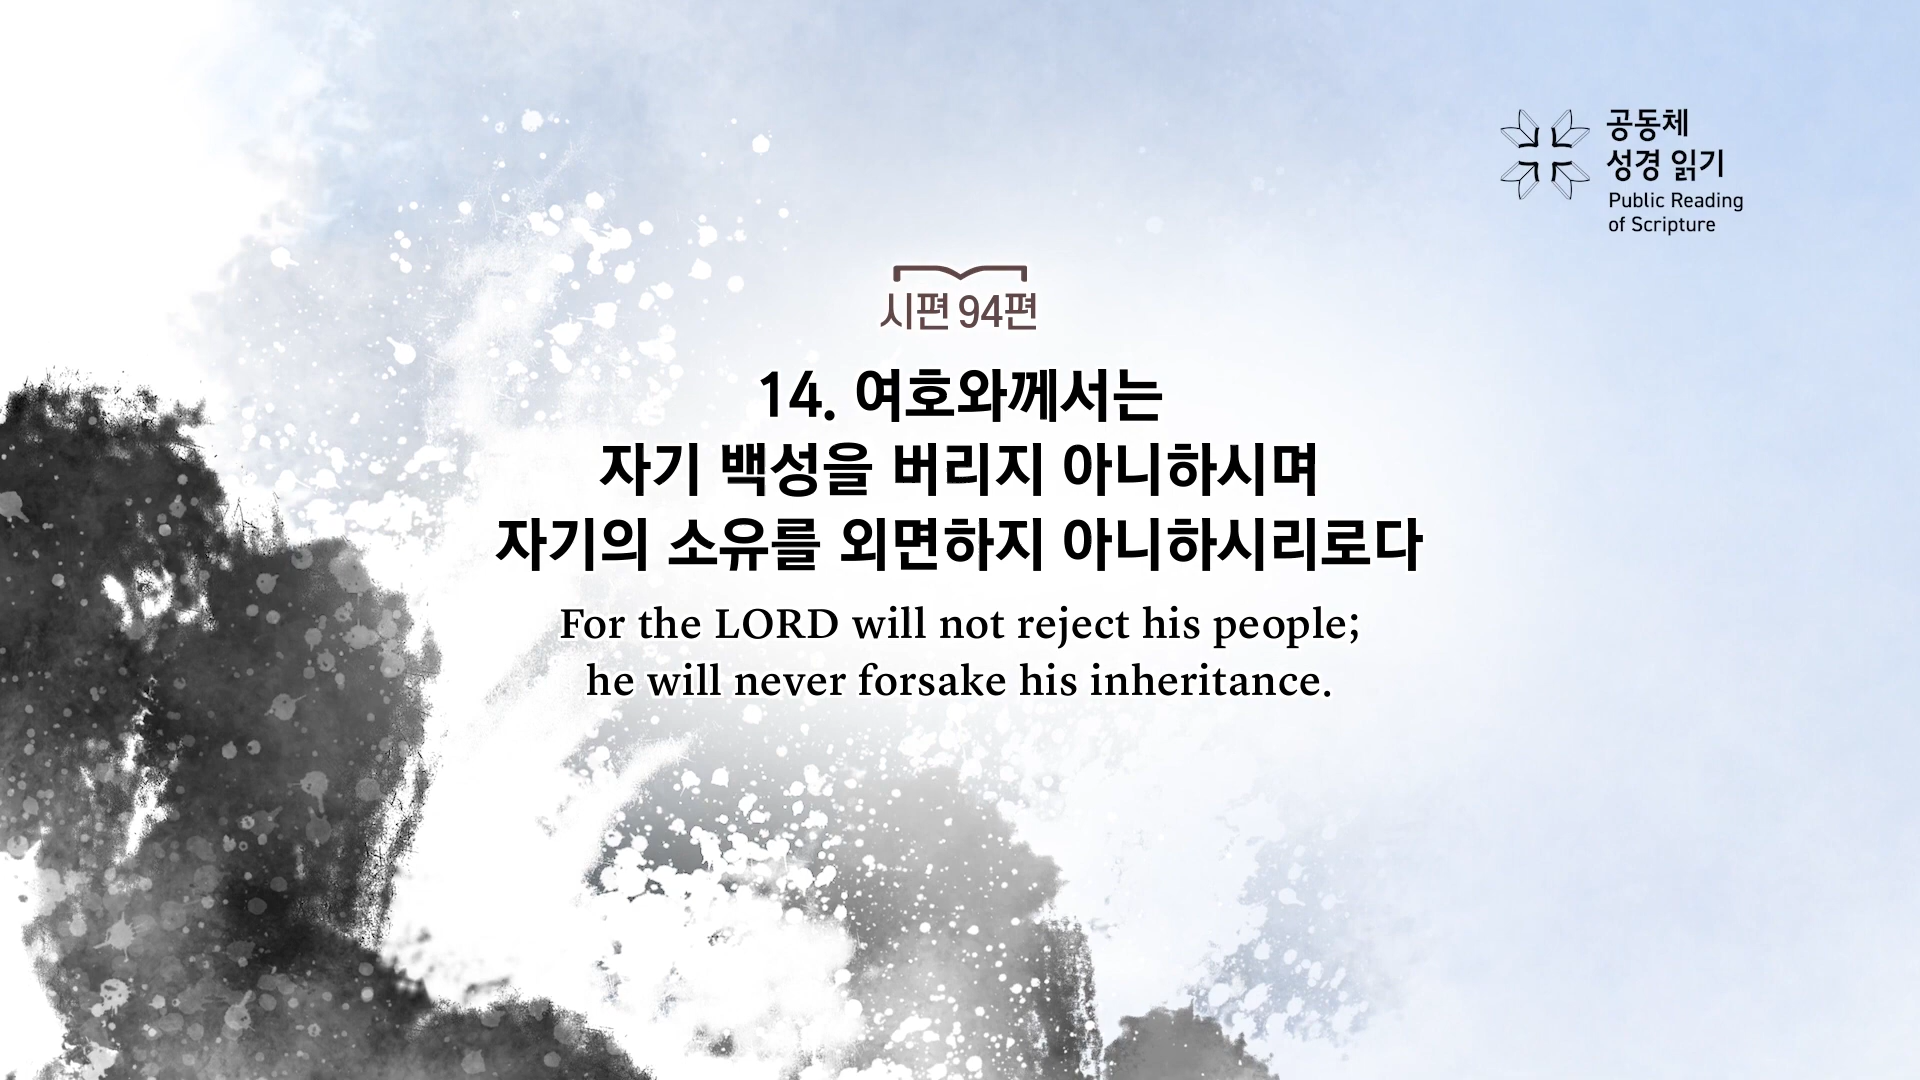 공동체
성경 읽기
Public Reading
of Scripture
시편 94편
14. 여호와께서는
자기 백성을 버리지 아니하시며
자기의 소유를 외면하지 아니하시리로다
For the LORD will not reject his people;
he will never forsake his inheritance.